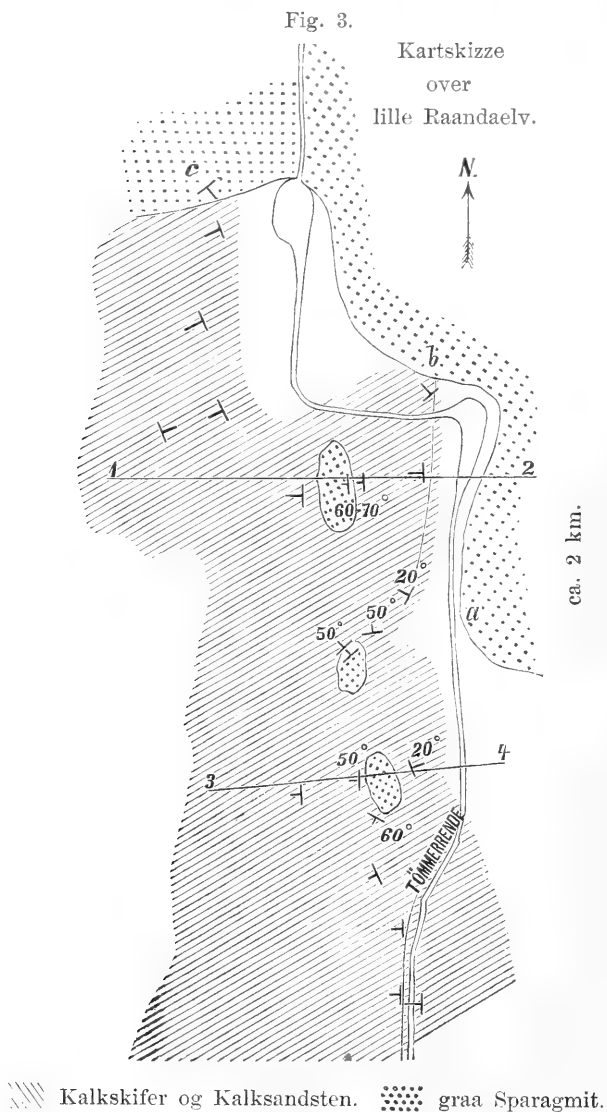 Fig. 3.
Kartskizze
over
lille Raandaelv.
N.
c
b
1
2
60-70°
ca. 2 km.
20°
50°
a
50°
50°
20°
4
3
60°
TÖMMERRENDE
Kalkskifer og Kalksandsten.
graa Sparagmit.